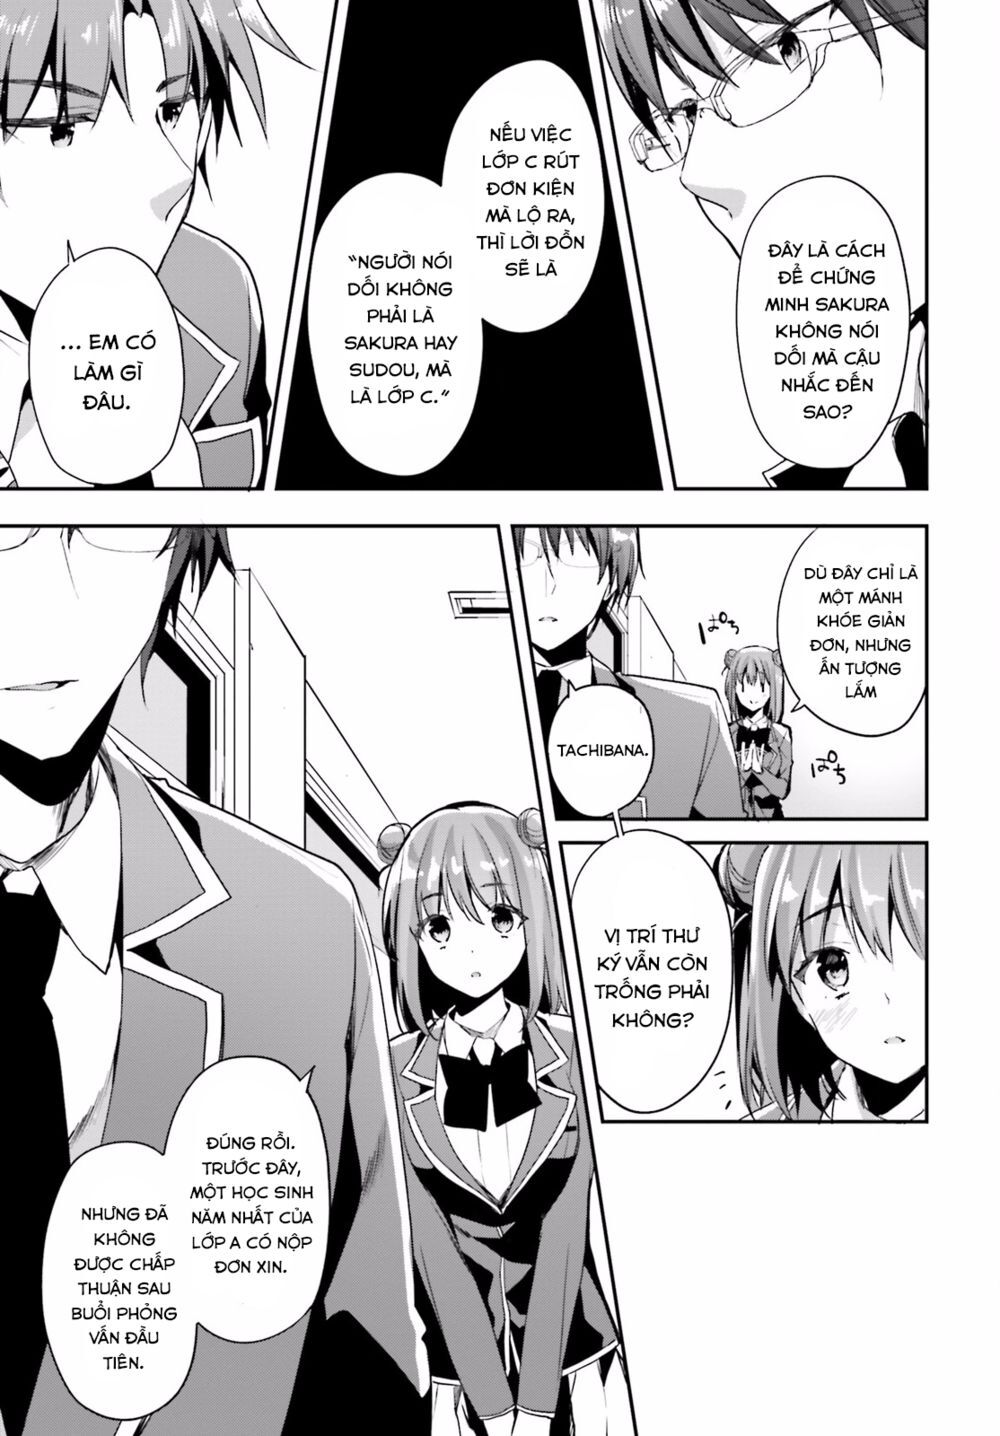 ĐÂY LÀ CÁCH
ĐỂ CHỨNG
MINH SAKURA
KHÔNG NÓI
DỐI MÀ CẬU
NHẮC ĐẾN
SAO?
NẾU VIỆC
LỚP C RÚT
ĐƠN KIỆN
MÀ LỘ RA,
THÌ LỜI ĐỒN
SẼ LÀ
“NGƯỜI NÓI
DỐI KHÔNG
PHẢI LÀ
SAKURA HAY
SUDOU, MÀ
LÀ LỚP C.”
... EM CÓ
LÀM GÌ
ĐÂU.
DÙ ĐÂY CHỈ LÀ
MỘT MÁNH
KHÓE GIẢN
ĐƠN, NHƯNG
ẤN TƯỢNG
LẮM
ぱち
ぱち
TACHIBANA.
VỊ TRÍ THƯ
KÝ VẪN CÒN
TRỐNG PHẢI
KHÔNG?
ĐÚNG RỒI.
TRƯỚC ĐÂY,
MỘT HỌC SINH
NĂM NHẤT CỦA
LỚP A CÓ NỘP
ĐƠN XIN.
NHƯNG ĐÃ
KHÔNG
ĐƯỢC CHẤP
THUẬN SAU
BUỔI PHỎNG
VẤN ĐẦU
TIÊN.